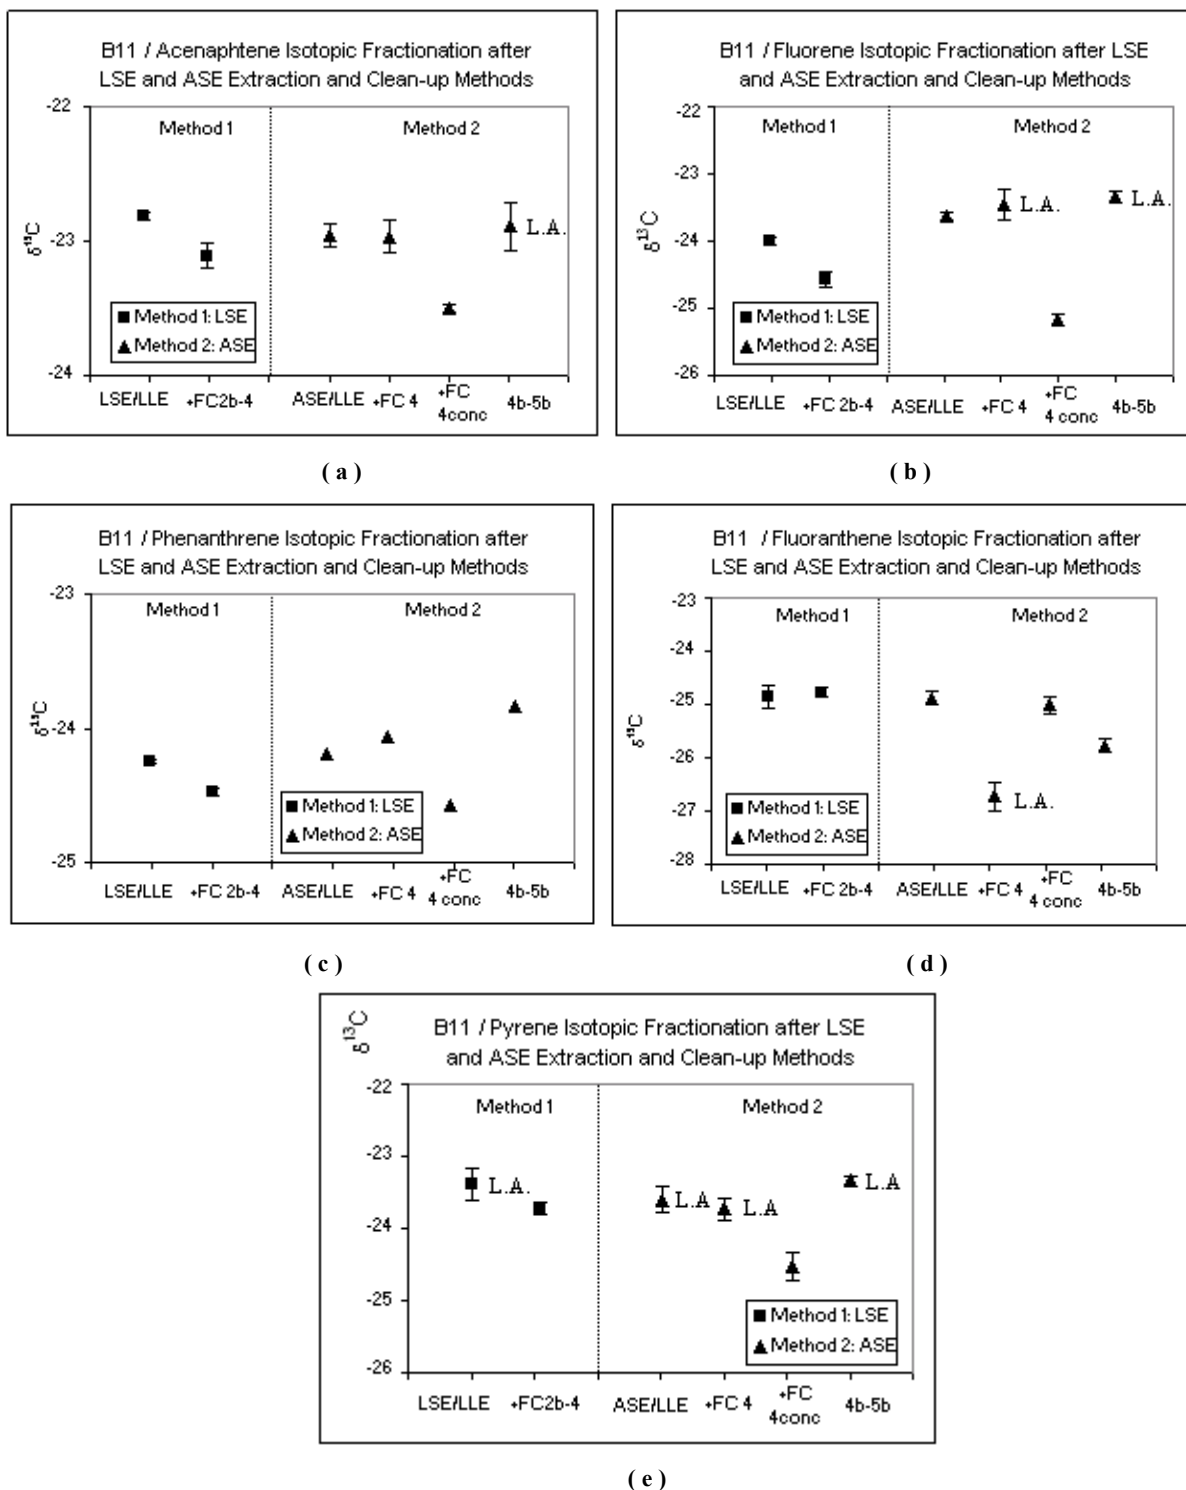 B11 / Acenaphtene Isotopic Fractionation after
LSE and ASE Extraction and Clean-up Methods
-22
Method 1
Method 2
-23
L.A.
δ¹³C
Method 1: LSE
Method 2: ASE
-24
LSE/LLE
+FC2b-4
ASE/LLE
+FC 4
+FC
4conc
4b-5b
( a )
B11 / Fluorene Isotopic Fractionation after LSE
and ASE Extraction and Clean-up Methods
-22
Method 1
Method 2
-23
L.A.
L.A.
δ¹³C
-24
-25
Method 1: LSE
Method 2: ASE
-26
LSE/LLE
+FC 2b-4
ASE/LLE
+FC 4
+FC
4 conc
4b-5b
( b )
B11 / Phenanthrene Isotopic Fractionation after
LSE and ASE Extraction and Clean-up Methods
-23
Method 1
Method 2
δ¹³C
-24
Method 1: LSE
Method 2: ASE
-25
LSE/LLE
+FC 2b-4
ASE/LLE
+FC 4
+FC
4 conc
4b-5b
( c )
B11 / Fluoranthene Isotopic Fractionation after
LSE and ASE Extraction and Clean-up Methods
-23
Method 1
Method 2
-24
-25
δ¹³C
-26
-27
L.A.
Method 1: LSE
Method 2: ASE
-28
LSE/LLE
+FC 2b-4
ASE/LLE
+FC 4
+FC
4 conc
4b-5b
( d )
δ¹³C
B11 / Pyrene Isotopic Fractionation after LSE
and ASE Extraction and Clean-up Methods
-22
Method 1
Method 2
-23
L.A.
L.A
L.A
L.A
-24
-25
Method 1: LSE
Method 2: ASE
-26
LSE/LLE
+FC2b-4
ASE/LLE
+FC 4
+FC
4conc
4b-5b
( e )